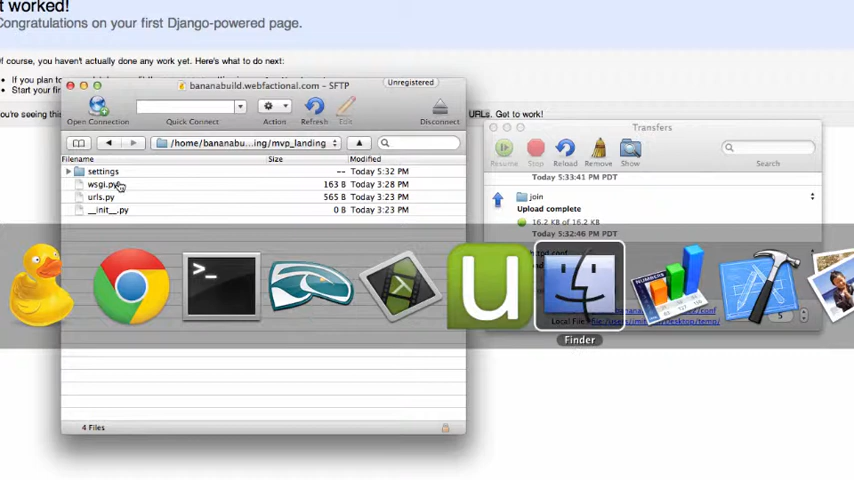 t worked!
Congratulations on your first Django-powered page.
Of course, you haven't actually done any work yet. Here's what to do next:
If you plan to
Start your fir
You're seeing this
URLs. Get to work!
bananabuild.webfactional.com - SFTP
Unregistered
Open Connection
Quick Connect
Action
Refresh
Edit
Disconnect
/home/bananabu...ing/mvp_landing
Filename
Size
Modified
settings
--
Today 5:32 PM
wsgi.py
163 B
Today 3:28 PM
urls.py
565 B
Today 3:23 PM
__init__.py
0 B
Today 3:23 PM
4 Files
Transfers
Resume
Stop
Reload
Remove
Show
Search
Today 5:33:41 PM
join
Upload complete
16.2 KB of 16.2 KB
Today 5:32:46 PM
Finder
NUMBERS
Local File:
5